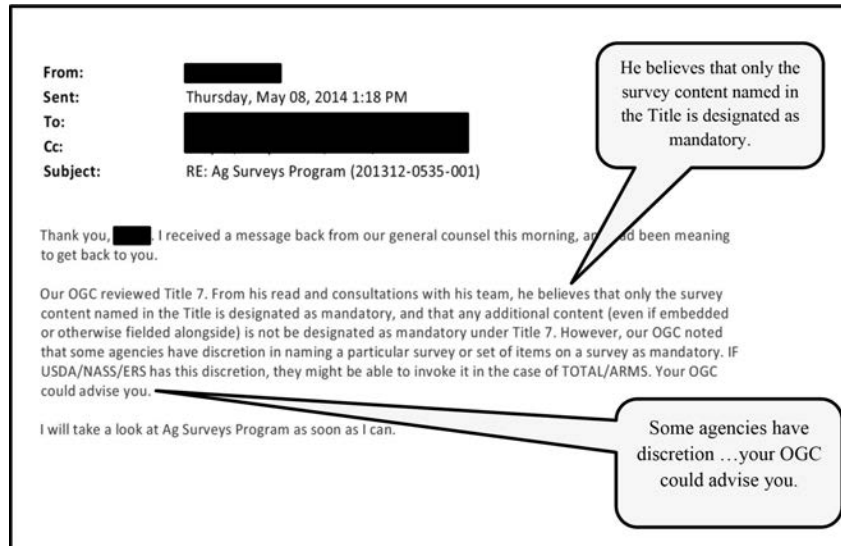 From:
Sent: Thursday, May 08, 2014 1:18 PM
To:
Cc:
Subject: RE: Ag Surveys Program (201312-0535-001)
He believes that only the
survey content named in
the Title is designated as
mandatory.
Thank you, . I received a message back from our general counsel this morning, been meaning
to get back to you.
Our OGC reviewed Title 7. From his read and consultations with his team, he believes that only the survey
content named in the Title is designated as mandatory, and that any additional content (even if embedded
or otherwise fielded alongside) is not be designated as mandatory under Title 7. However, our OGC noted
that some agencies have discretion in naming a particular survey or set of items on a survey as mandatory. IF
USDA/NASS/ERS has this discretion, they might be able to invoke it in the case of TOTAL/ARMS. Your OGC
could advise you.
I will take a look at Ag Surveys Program as soon as I can.
Some agencies have
discretion …your OGC
could advise you.